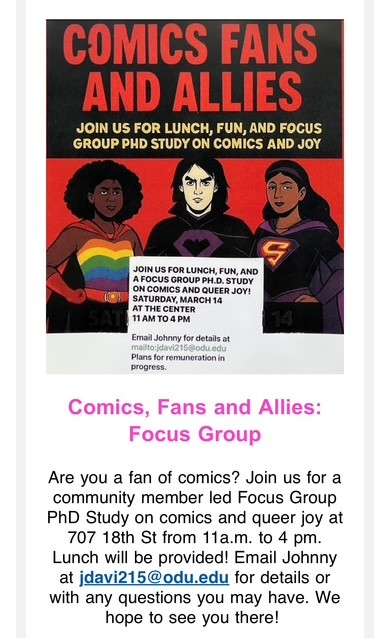 COMICS FANS
AND ALLIES
JOIN US FOR LUNCH, FUN, AND FOCUS
GROUP PHD STUDY ON COMICS AND JOY
S
JOIN US FOR LUNCH, FUN, AND
A FOCUS GROUP PH.D. STUDY
ON COMICS AND QUEER JOY!
SATURDAY, MARCH 14
AT THE CENTER
11 AM TO 4 PM
SAT
14
Email Johnny for details at
mailto:jdavi215@odu.edu
Plans for remuneration in
progress.
Comics, Fans and Allies:
Focus Group
Are you a fan of comics? Join us for a
community member led Focus Group
PhD Study on comics and queer joy at
707 18th St from 11a.m. to 4 pm.
Lunch will be provided! Email Johnny
at jdavi215@odu.edu for details or
with any questions you may have. We
hope to see you there!